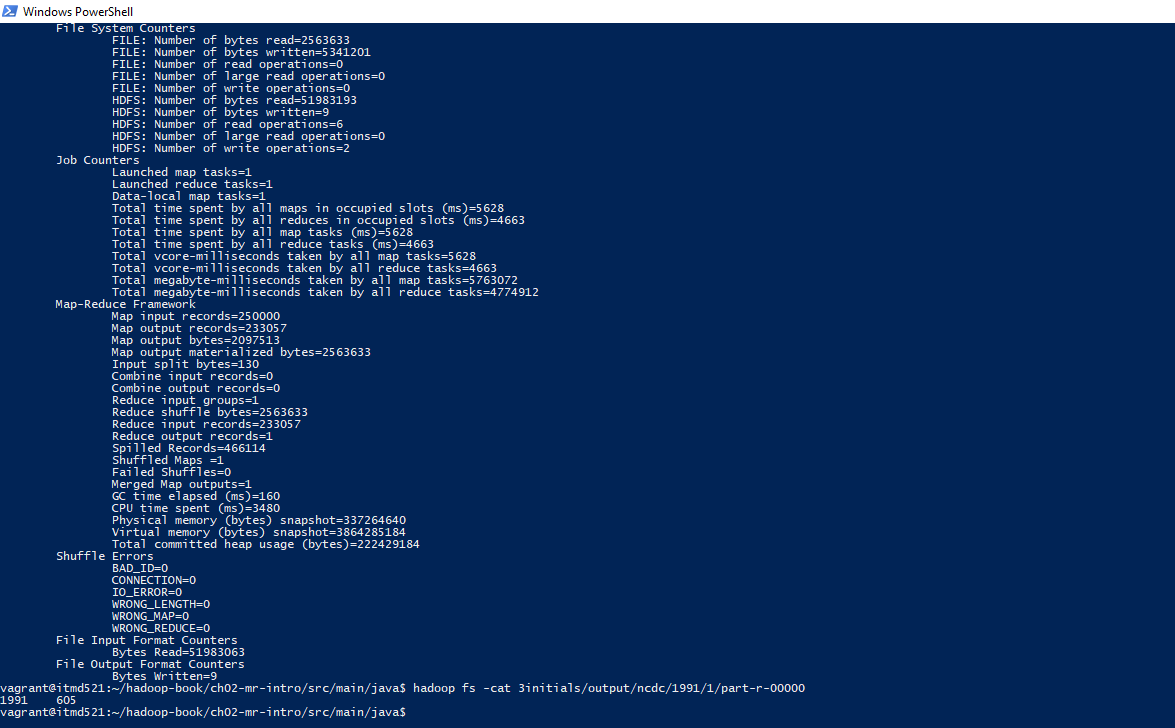 Windows PowerShell
File System Counters
FILE: Number of bytes read=2563633
FILE: Number of bytes written=5341201
FILE: Number of read operations=0
FILE: Number of large read operations=0
FILE: Number of write operations=0
HDFS: Number of bytes read=51983193
HDFS: Number of bytes written=9
HDFS: Number of read operations=6
HDFS: Number of large read operations=0
HDFS: Number of write operations=2
Job Counters
Launched map tasks=1
Launched reduce tasks=1
Data-local map tasks=1
Total time spent by all maps in occupied slots (ms)=5628
Total time spent by all reduces in occupied slots (ms)=4663
Total time spent by all map tasks (ms)=5628
Total time spent by all reduce tasks (ms)=4663
Total vcore-milliseconds taken by all map tasks=5628
Total vcore-milliseconds taken by all reduce tasks=4663
Total megabyte-milliseconds taken by all map tasks=5763072
Total megabyte-milliseconds taken by all reduce tasks=4774912
Map-Reduce Framework
Map input records=250000
Map output records=233057
Map output bytes=2097513
Map output materialized bytes=2563633
Input split bytes=130
Combine input records=0
Combine output records=0
Reduce input groups=1
Reduce shuffle bytes=2563633
Reduce input records=233057
Reduce output records=1
Spilled Records=466114
Shuffled Maps =1
Failed Shuffles=0
Merged Map outputs=1
GC time elapsed (ms)=160
CPU time spent (ms)=3480
Physical memory (bytes) snapshot=337264640
Virtual memory (bytes) snapshot=3864285184
Total committed heap usage (bytes)=222429184
Shuffle Errors
BAD_ID=0
CONNECTION=0
IO_ERROR=0
WRONG_LENGTH=0
WRONG_MAP=0
WRONG_REDUCE=0
File Input Format Counters
Bytes Read=51983063
File Output Format Counters
Bytes Written=9
vagrant@itmd521:~/hadoop-book/ch02-mr-intro/src/main/java$ hadoop fs -cat 3initials/output/ncdc/1991/1/part-r-00000
1991 605
vagrant@itmd521:~/hadoop-book/ch02-mr-intro/src/main/java$